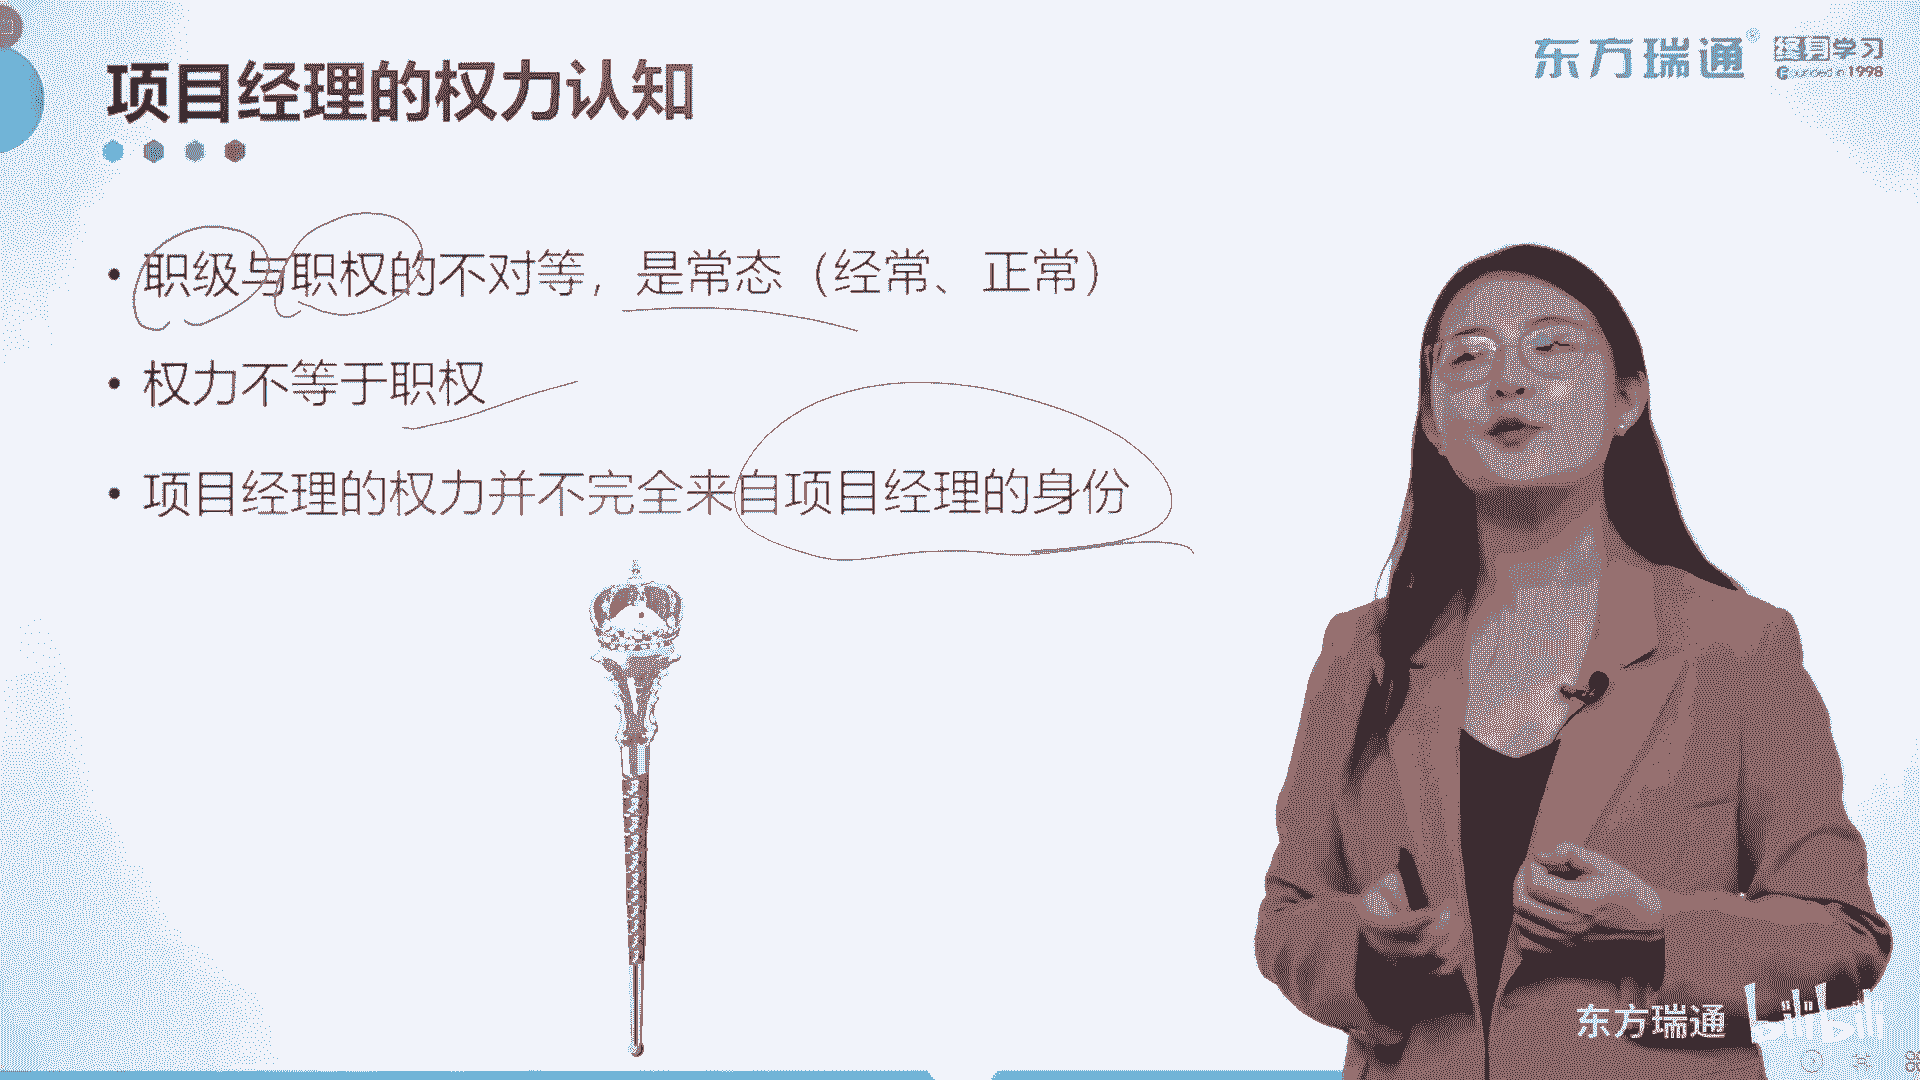 项目经理的权力认知
东方瑞通® 终身学习
Founded in 1998
职级与职权的不对等，是常态（经常、正常）
权力不等于职权
项目经理的权力并不完全来自项目经理的身份
东方瑞通 bilibili